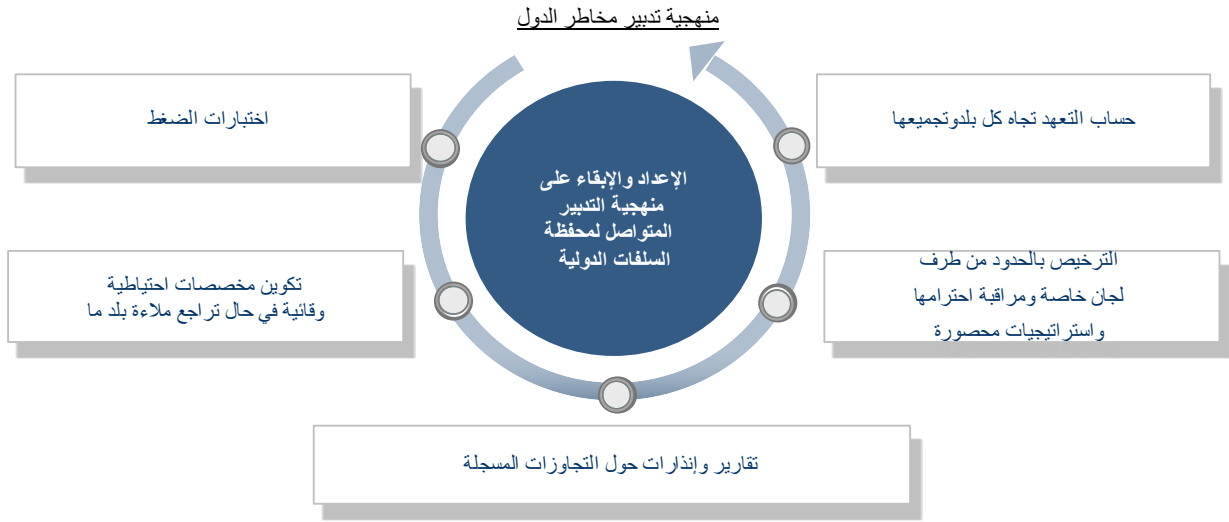 منهجية تدبير مخاطر الدول
حساب التعهد تجاه كل بلدوتجميعها
اختبارات الضغط
الإعداد والإبقاء على
منهجية التدبير
المتواصل لمحفظة
السلفات الدولية
الترخيص بالحدود من طرف
لجان خاصة ومراقبة احترامها
واستراتيجيات محصورة
تكوين مخصصات احتياطية
وقائية في حال تراجع ملاءة بلد ما
تقارير وإنذارات حول التجاوزات المسجلة